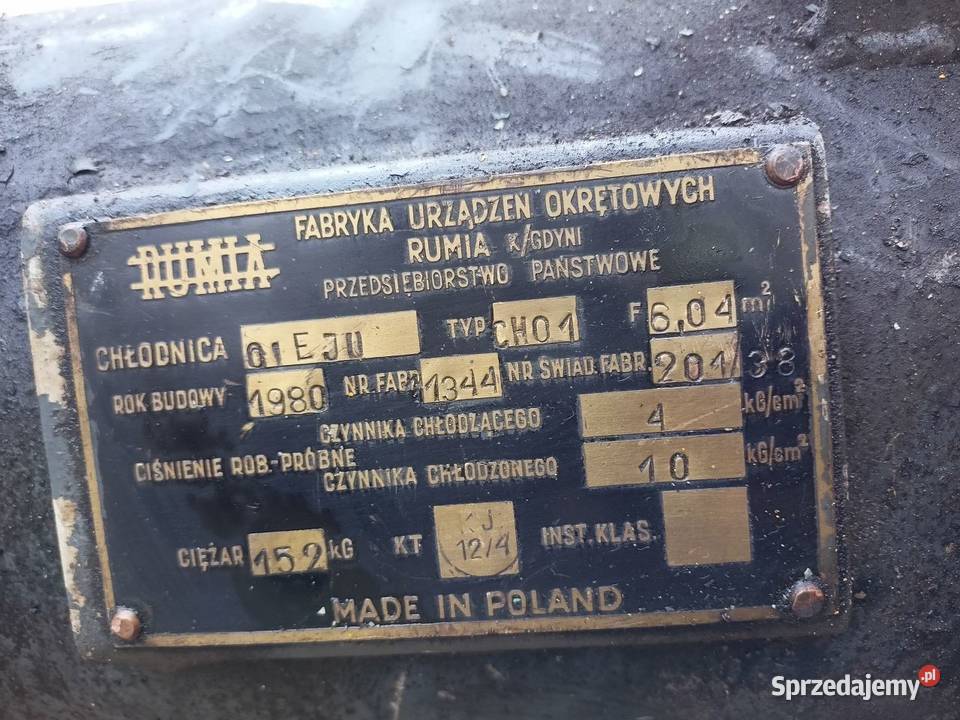 RUMIA
FABRYKA URZĄDZEŃ OKRĘTOWYCH
RUMIA K/GDYNI
PRZEDSIĘBIORSTWO PAŃSTWOWE
CHŁODNICA OLEJU TYP CHO1 F 6,04 m²
ROK BUDOWY 1980 NR. FABR. 1344 NR ŚWIAD. FABR. 201/38
CZYNNIKA CHŁODZĄCEGO 4 kG/cm²
CIŚNIENIE ROB.-PRÓBNE
CZYNNIKA CHŁODZONEGO 10 kG/cm²
CIĘŻAR 152 kG KT KJ 12/4 INST. KLAS.
MADE IN POLAND
Sprzedajemy.pl